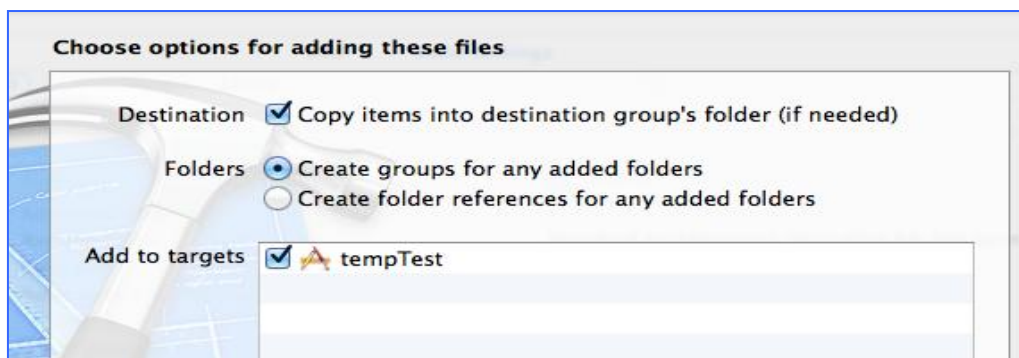 Choose options for adding these files
Destination Copy items into destination group's folder (if needed)
Folders Create groups for any added folders
Create folder references for any added folders
Add to targets tempTest